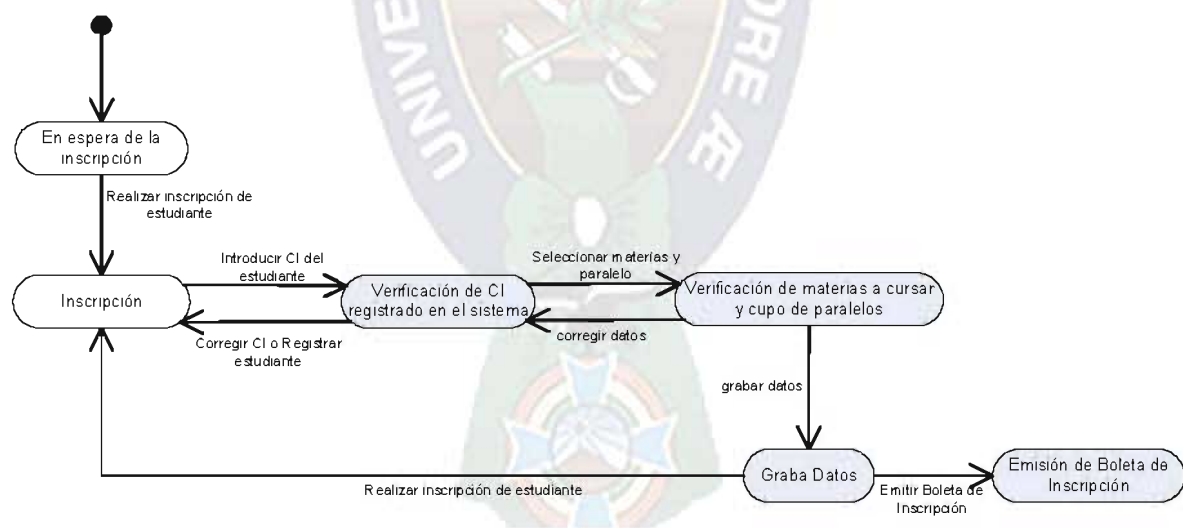 UNIVE
ORE Æ
En espera de la
inscripción
Realizar inscripción de
estudiante
Introducir CI del
estudiante
Seleccionar materias y
paralelo
Inscripción
Verificación de CI
registrado en el sistema
Verificación de materias a cursar
y cupo de paralelos
Corregir CI o Registrar
estudiante
corregir datos
grabar datos
Graba Datos
Emisión de Boleta de
Inscripción
Realizar inscripción de estudiante
Emitir Boleta de
Inscripción